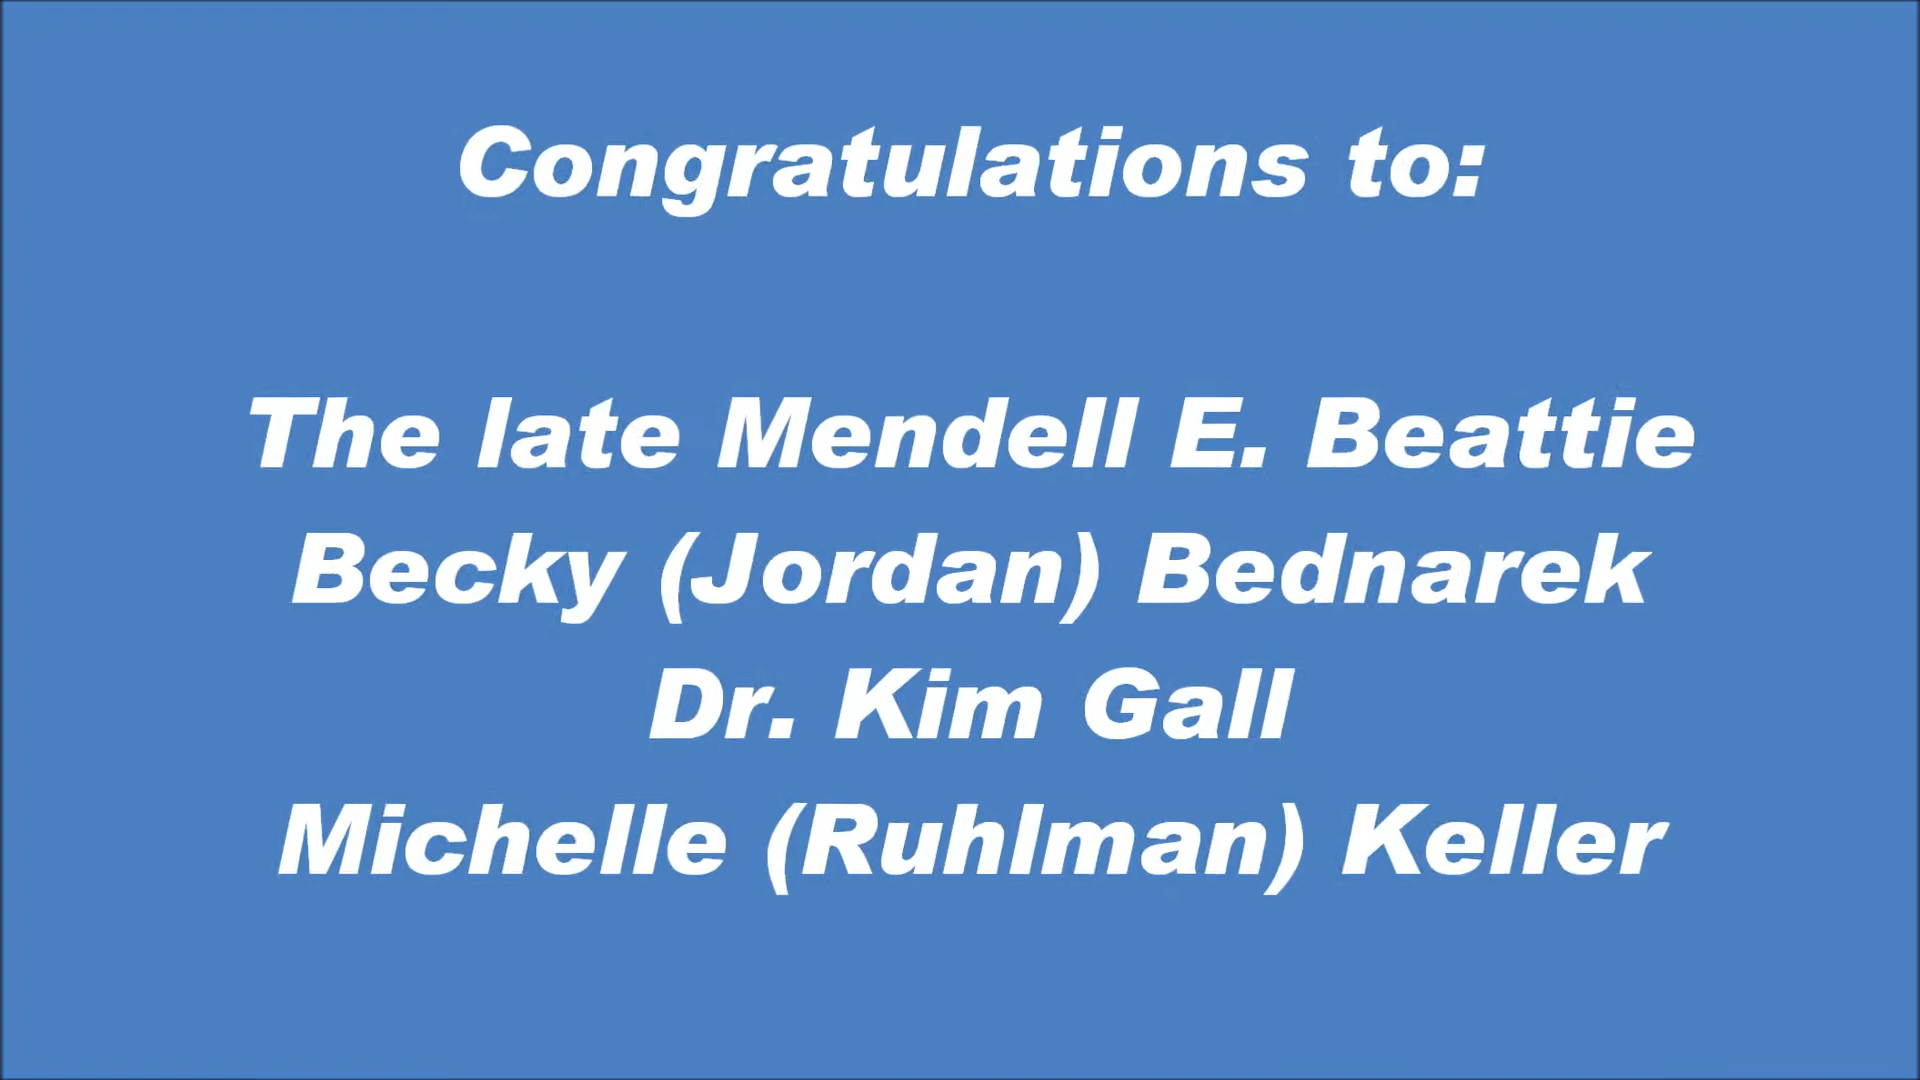 Congratulations to:
The late Mendell E. Beattie
Becky (Jordan) Bednarek
Dr. Kim Gall
Michelle (Ruhlman) Keller